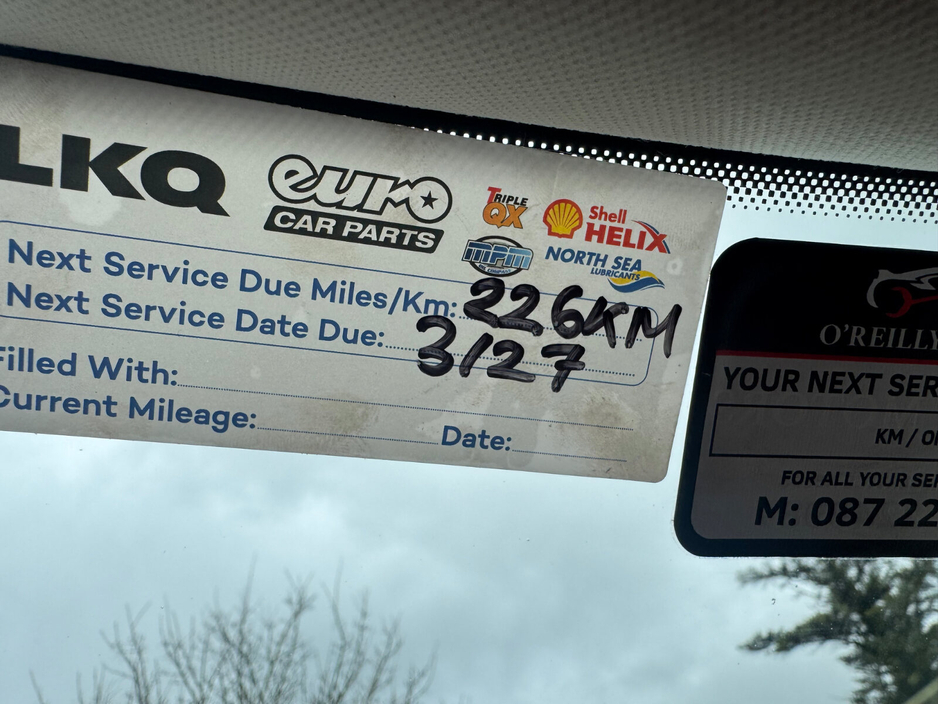 LKQ
euro
CAR PARTS
TRIPLE
QX
Shell
HELIX
mpm
NORTH SEA
LUBRICANTS
Next Service Due Miles/Km: 226KM
Next Service Date Due: 3/27
Filled With:
Current Mileage: Date:
O'REILLY
YOUR NEXT SER
KM / O
FOR ALL YOUR SE
M: 087 22